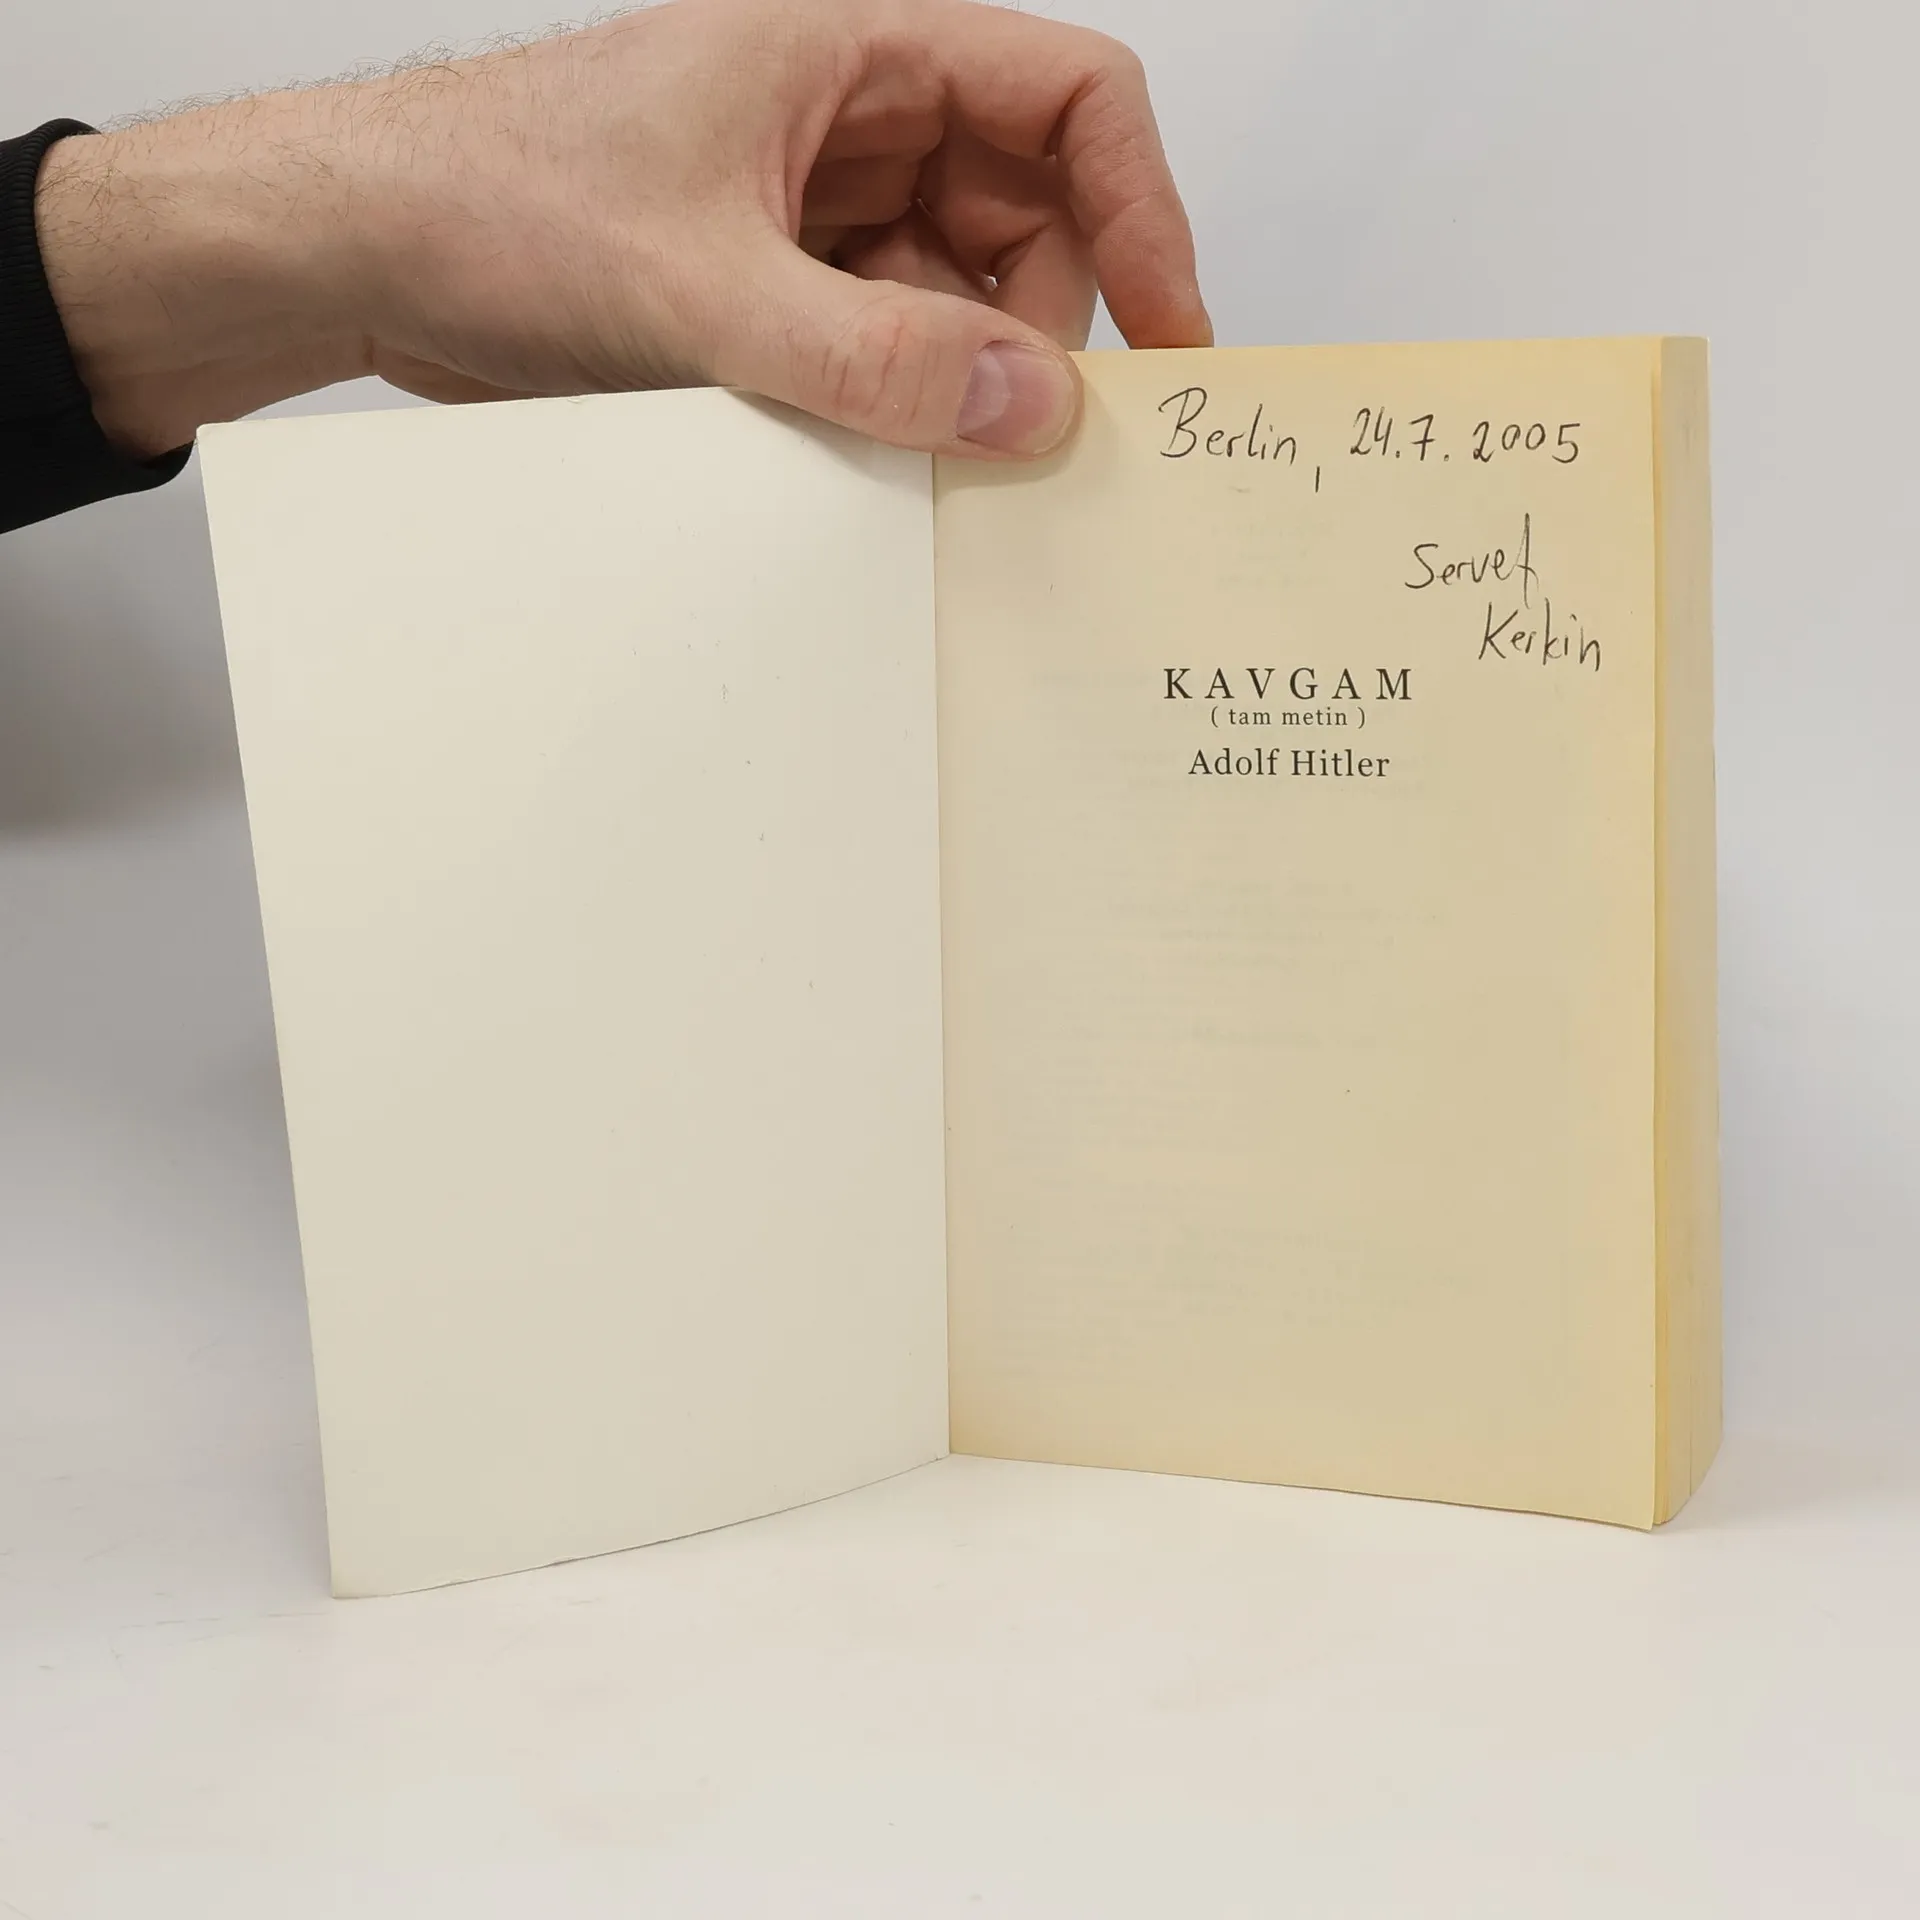 Berlin, 24.7.2005
Servet
Kerkin
KAVGAM
( tam metin )
Adolf Hitler